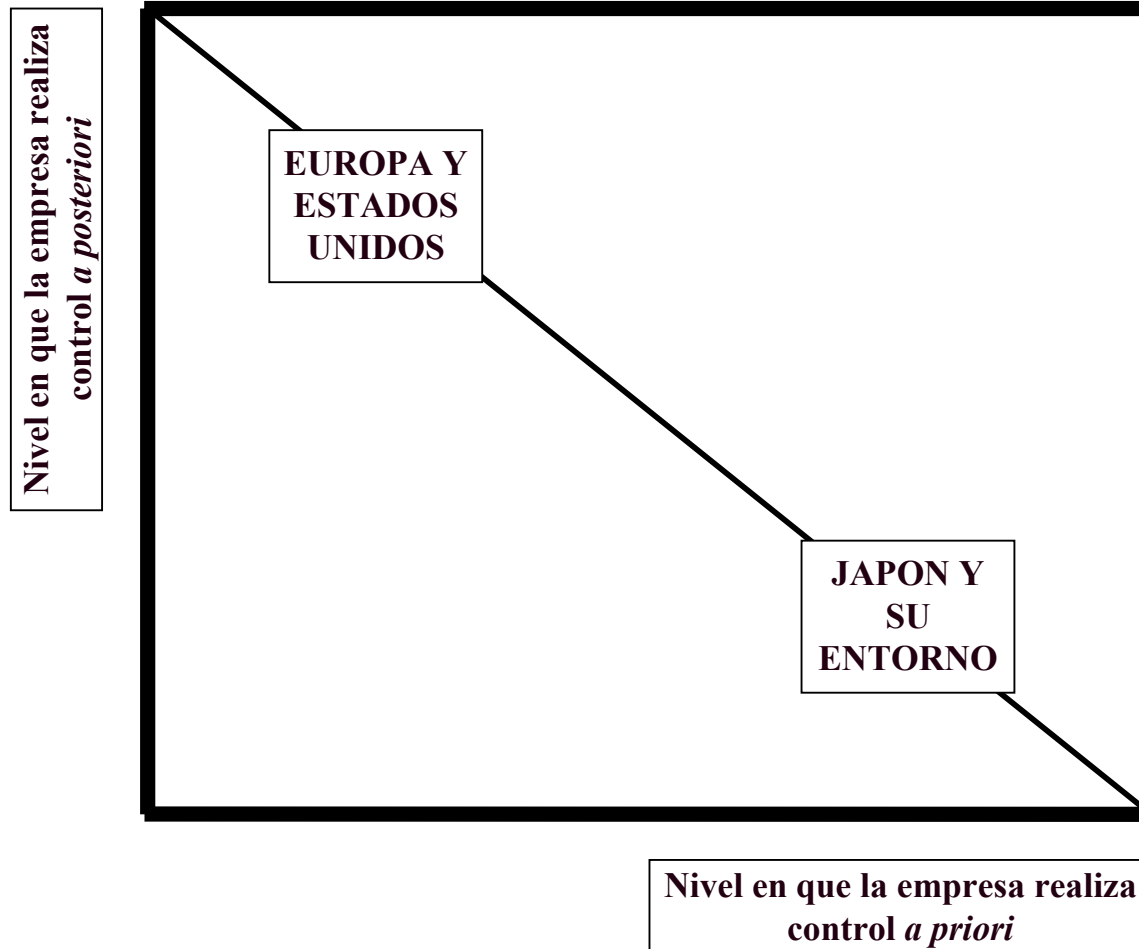 Nivel en que la empresa realiza
control a posteriori
EUROPA Y
ESTADOS
UNIDOS
JAPON Y
SU
ENTORNO
Nivel en que la empresa realiza
control a priori